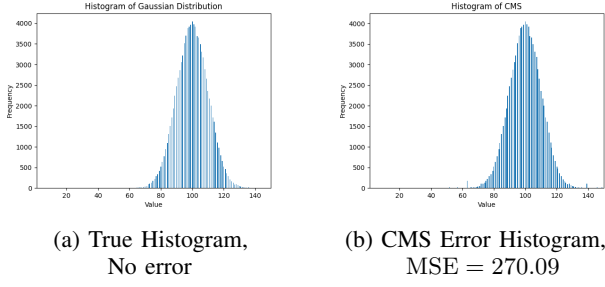 Histogram of Gaussian Distribution
4000
3500
3000
2500
2000
1500
1000
500
0
Frequency
20 40 60 80 100 120 140
Value
(a) True Histogram,
No error
Histogram of CMS
4000
3500
3000
2500
2000
1500
1000
500
0
Frequency
20 40 60 80 100 120 140
Value
(b) CMS Error Histogram,
MSE = 270.09